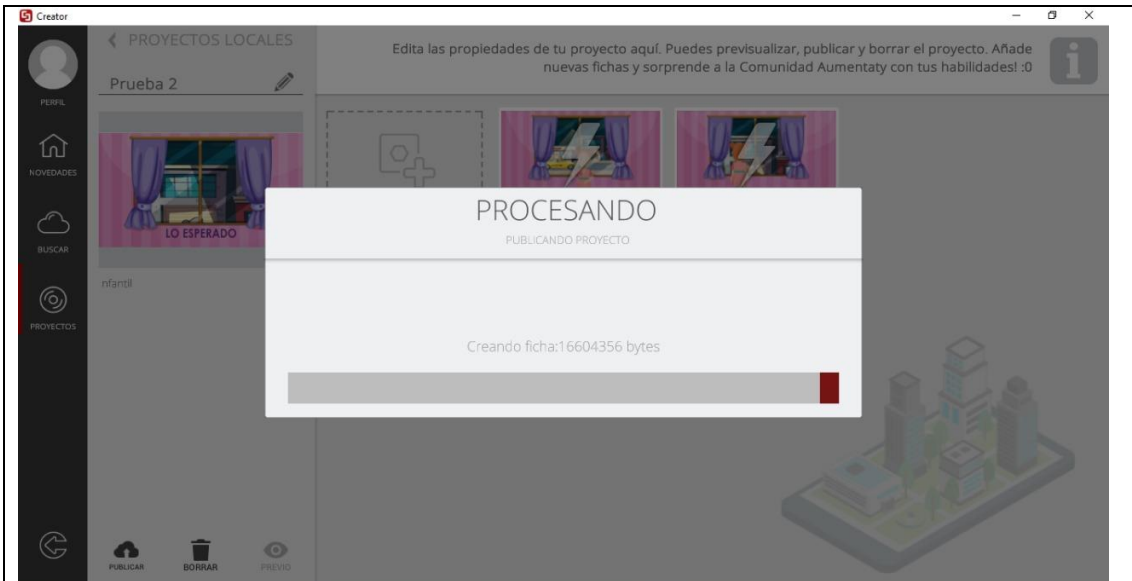 Creator
PROYECTOS LOCALES
Edita las propiedades de tu proyecto aquí. Puedes previsualizar, publicar y borrar el proyecto. Añade
nuevas fichas y sorprende a la Comunidad Aumentaty con tus habilidades! :0
Prueba 2
PERFIL
NOVEDADES
LO ESPERADO
BUSCAR
nfantil
PROYECTOS
PROCESANDO
PUBLICANDO PROYECTO
Creando ficha:16604356 bytes
PUBLICAR
BORRAR
PREVIO